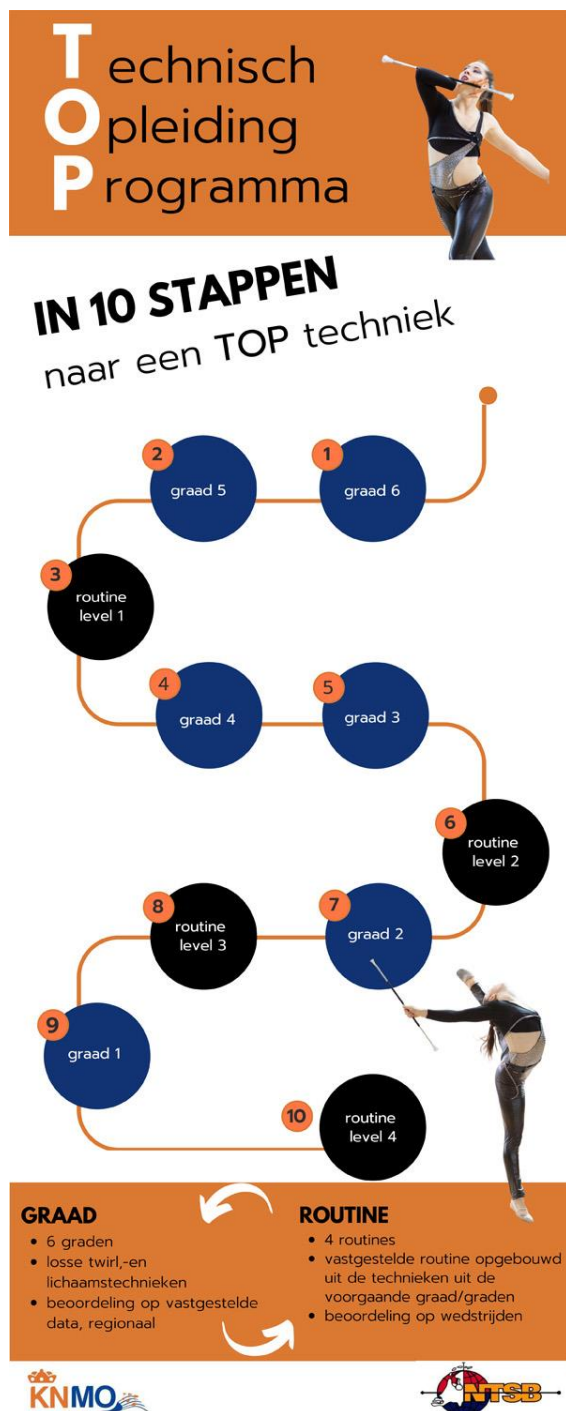 Technisch
Opleiding
Programma
IN 10 STAPPEN
naar een TOP techniek
1
graad 6
2
graad 5
3
routine
level 1
4
graad 4
5
graad 3
6
routine
level 2
7
graad 2
8
routine
level 3
9
graad 1
10
routine
level 4
GRAAD
• 6 graden
• losse twirl,-en
lichaamstechnieken
• beoordeling op vastgestelde
data, regionaal
ROUTINE
• 4 routines
• vastgestelde routine opgebouwd
uit de technieken uit de
voorgaande graad/graden
• beoordeling op wedstrijden
KNMO
NTSB